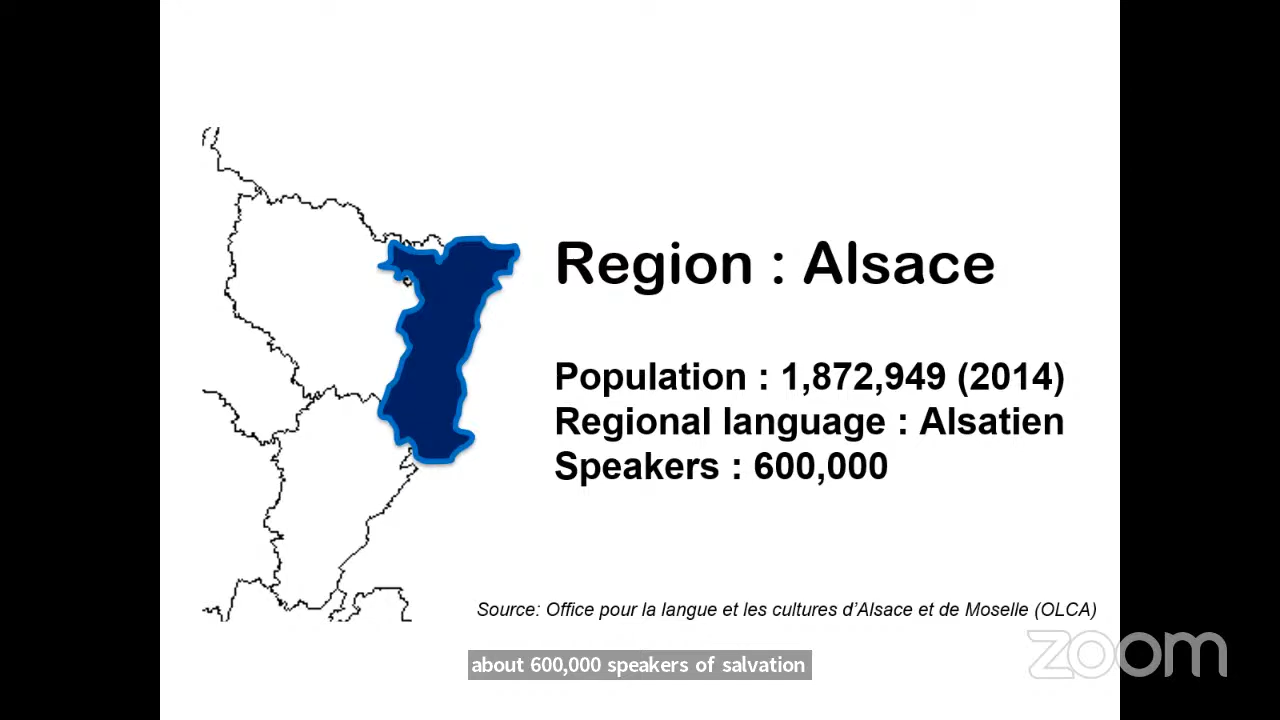 Region : Alsace
Population : 1,872,949 (2014)
Regional language : Alsatien
Speakers : 600,000
Source: Office pour la langue et les cultures d’Alsace et de Moselle (OLCA)
zoom
about 600,000 speakers of salvation